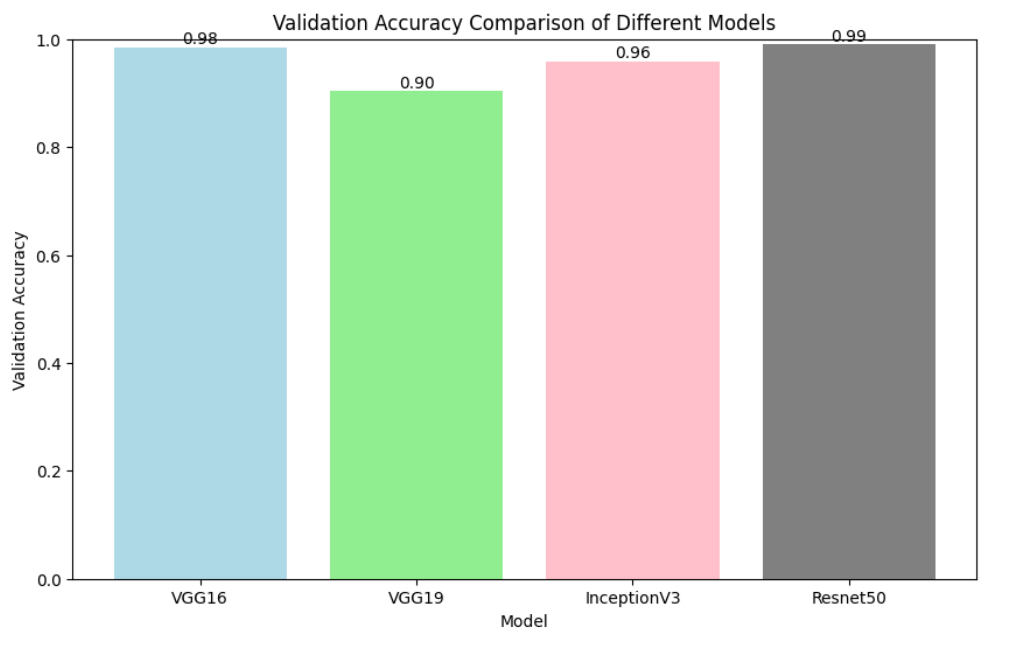 Validation Accuracy Comparison of Different Models
1.0
0.8
0.6
0.4
0.2
0.0
Validation Accuracy
0.98
0.90
0.96
0.99
VGG16
VGG19
InceptionV3
Resnet50
Model